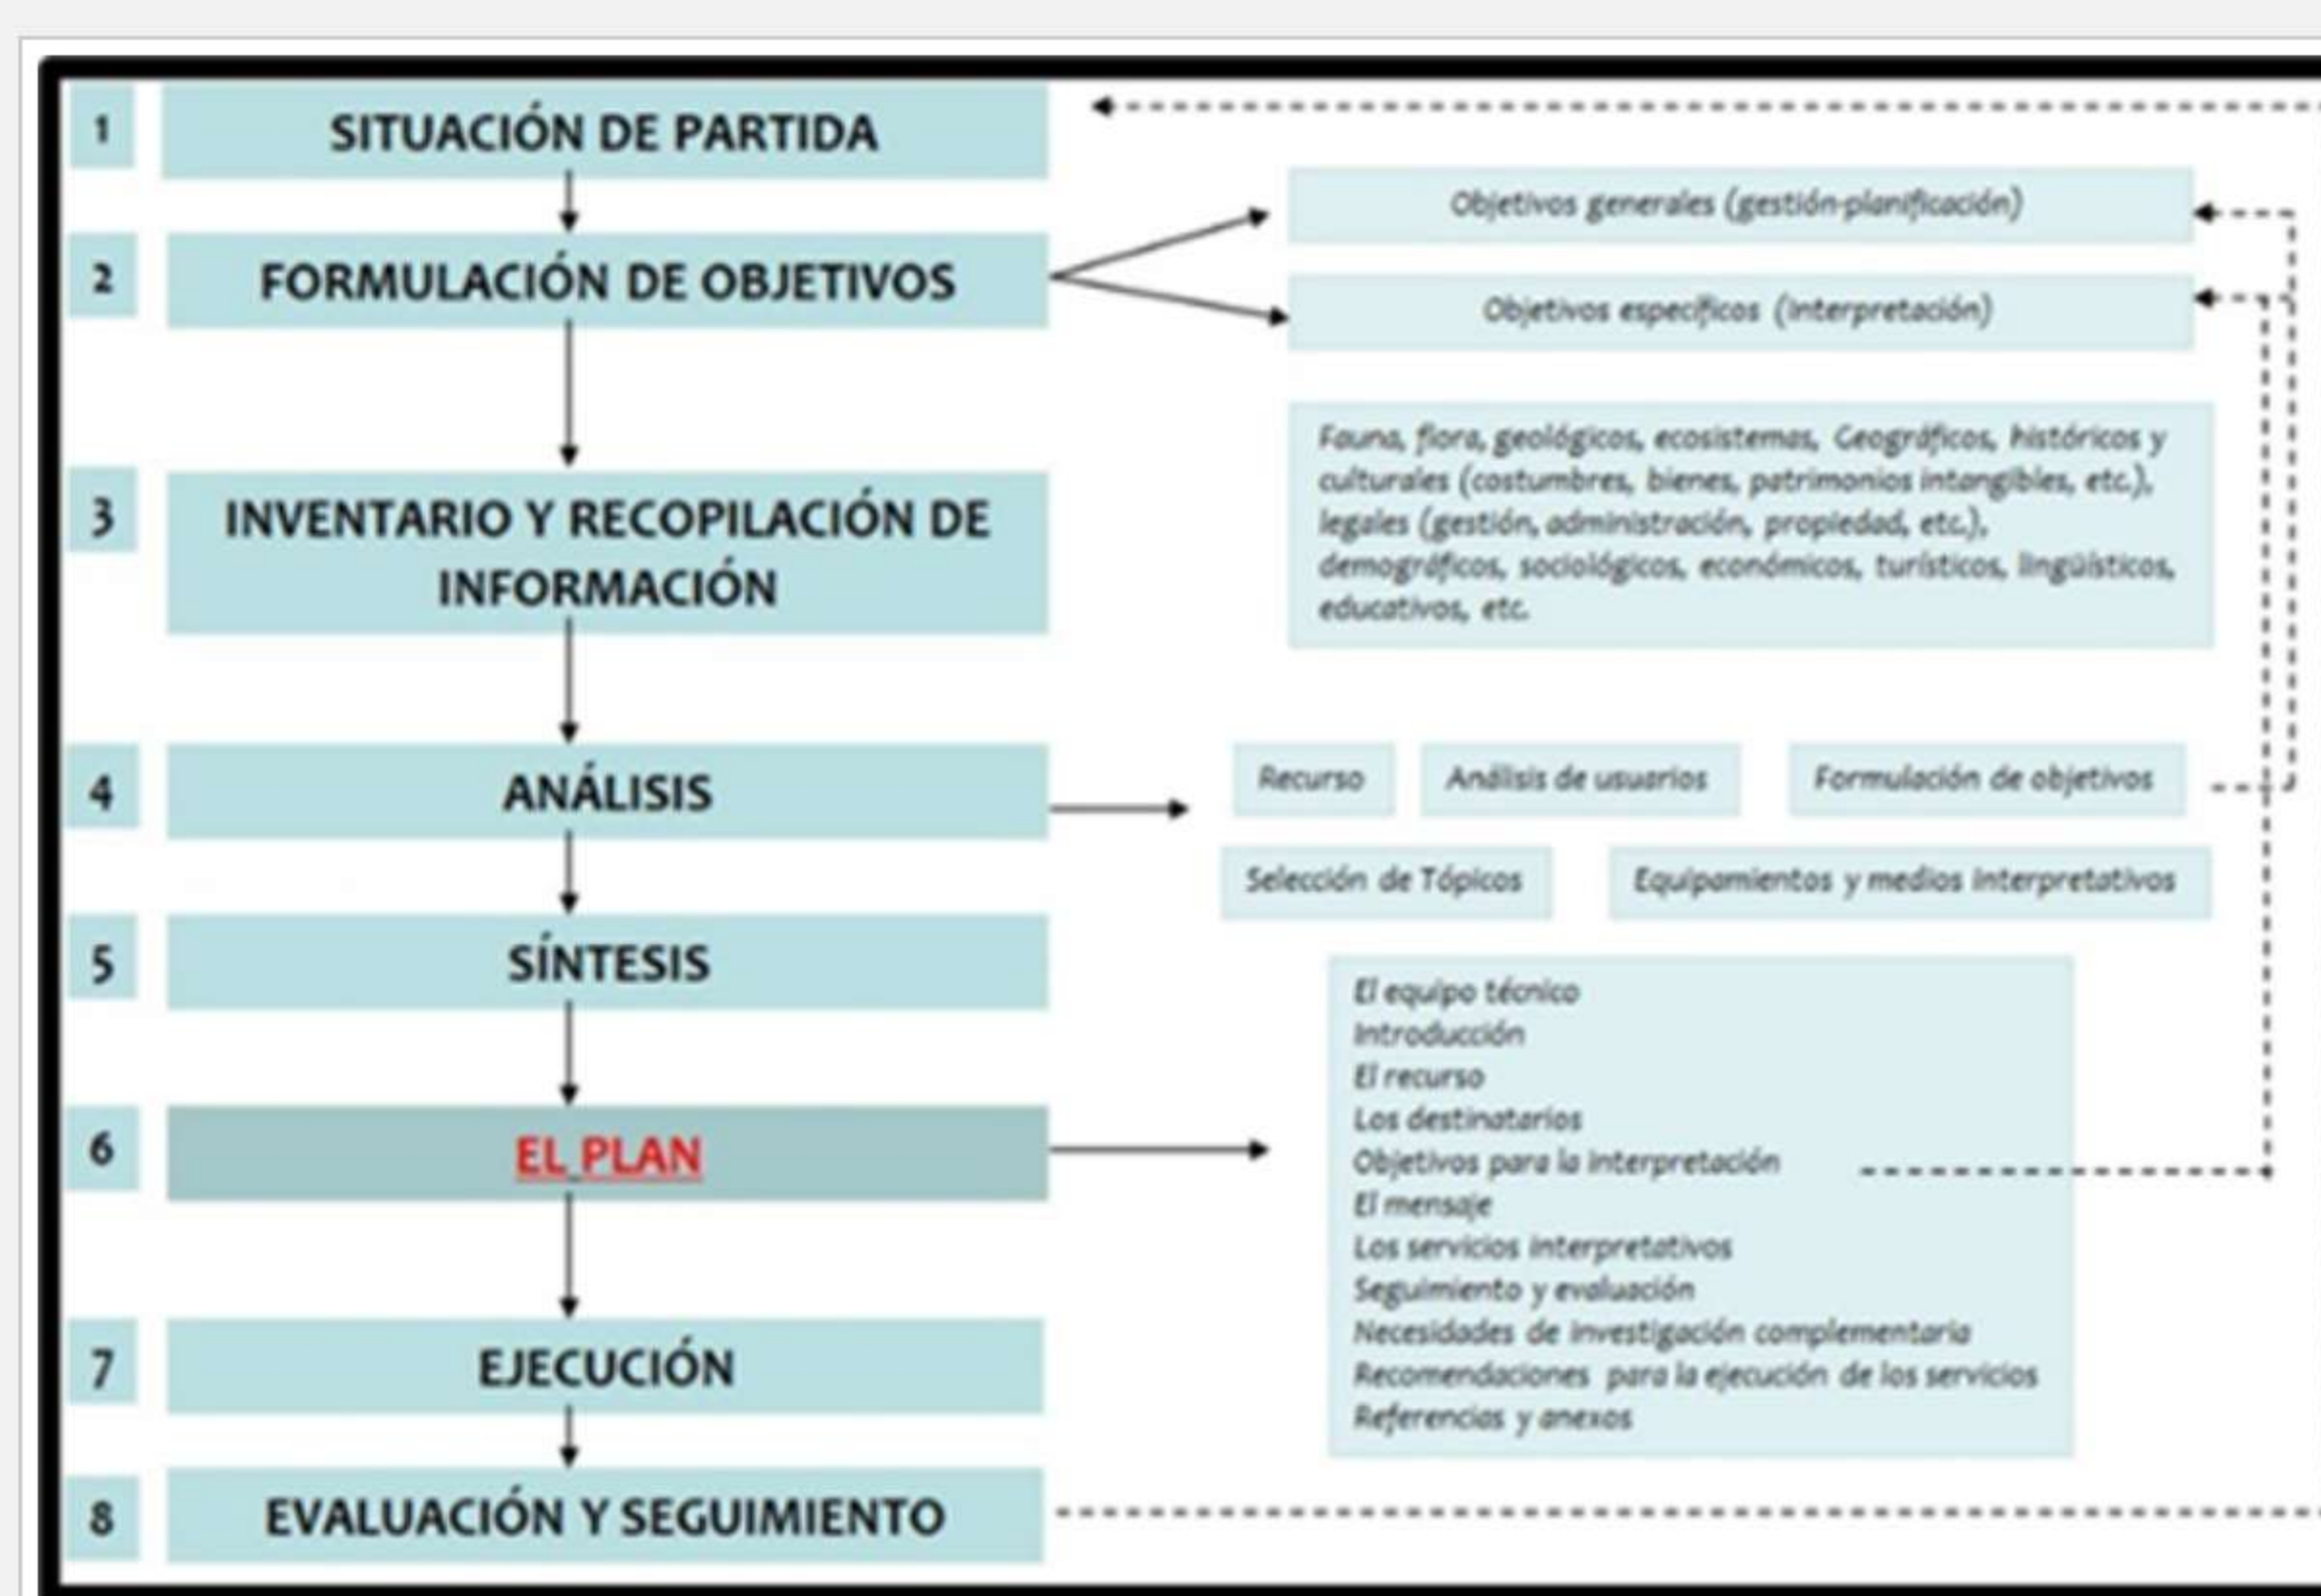 1
SITUACIÓN DE PARTIDA
2
FORMULACIÓN DE OBJETIVOS
Objetivos generales (gestión-planificación)
Objetivos específicos (interpretación)
3
INVENTARIO Y RECOPILACIÓN DE
INFORMACIÓN
Fauna, flora, geológicos, ecosistemas, Geográficos, históricos y
culturales (costumbres, bienes, patrimonios intangibles, etc.),
legales (gestión, administración, propiedad, etc.),
demográficos, sociológicos, económicos, turísticos, lingüísticos,
educativos, etc.
4
ANÁLISIS
Recurso
Análisis de usuarios
Formulación de objetivos
Selección de Tópicos
Equipamientos y medios interpretativos
5
SÍNTESIS
6
EL PLAN
El equipo técnico
Introducción
El recurso
Los destinatarios
Objetivos para la interpretación
El mensaje
Los servicios interpretativos
Seguimiento y evaluación
Necesidades de investigación complementaria
Recomendaciones para la ejecución de los servicios
Referencias y anexos
7
EJECUCIÓN
8
EVALUACIÓN Y SEGUIMIENTO